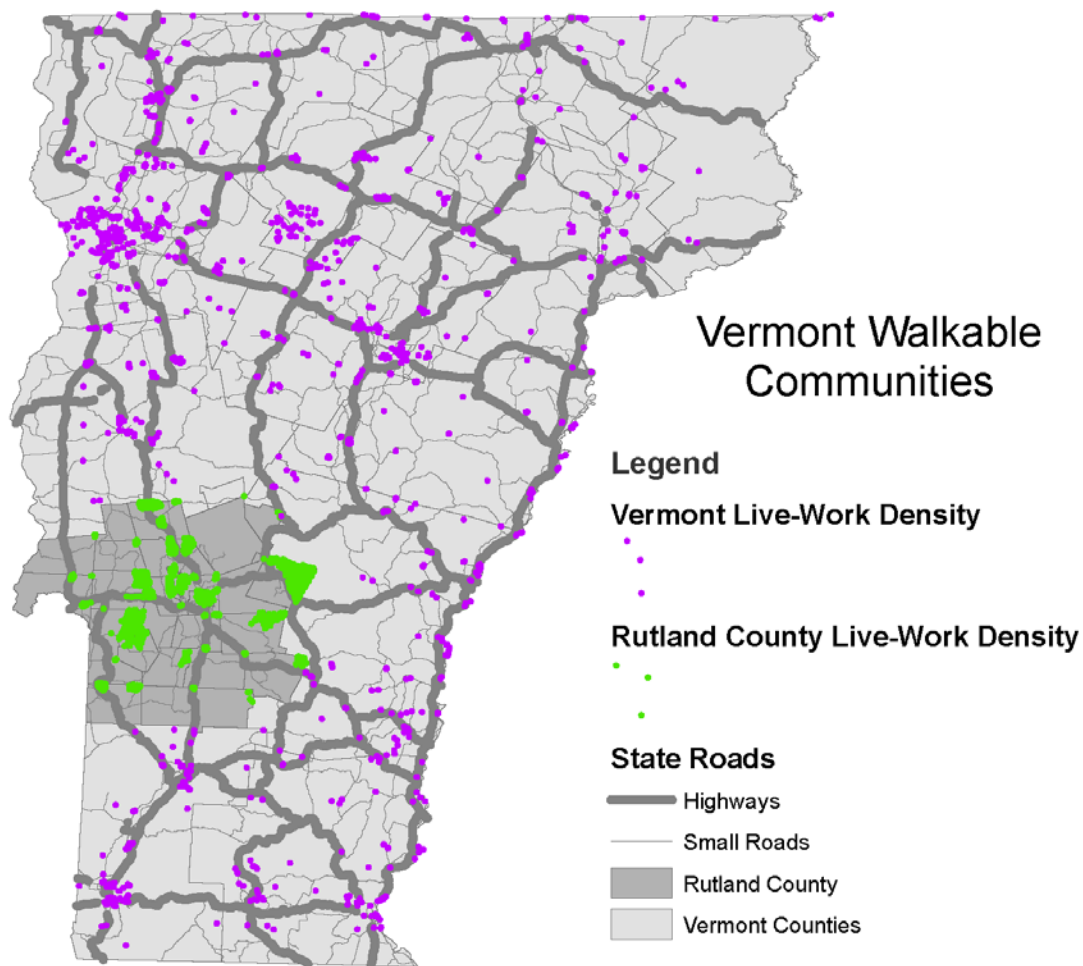 Vermont Walkable
Communities
Legend
Vermont Live-Work Density
Rutland County Live-Work Density
State Roads
Highways
Small Roads
Rutland County
Vermont Counties